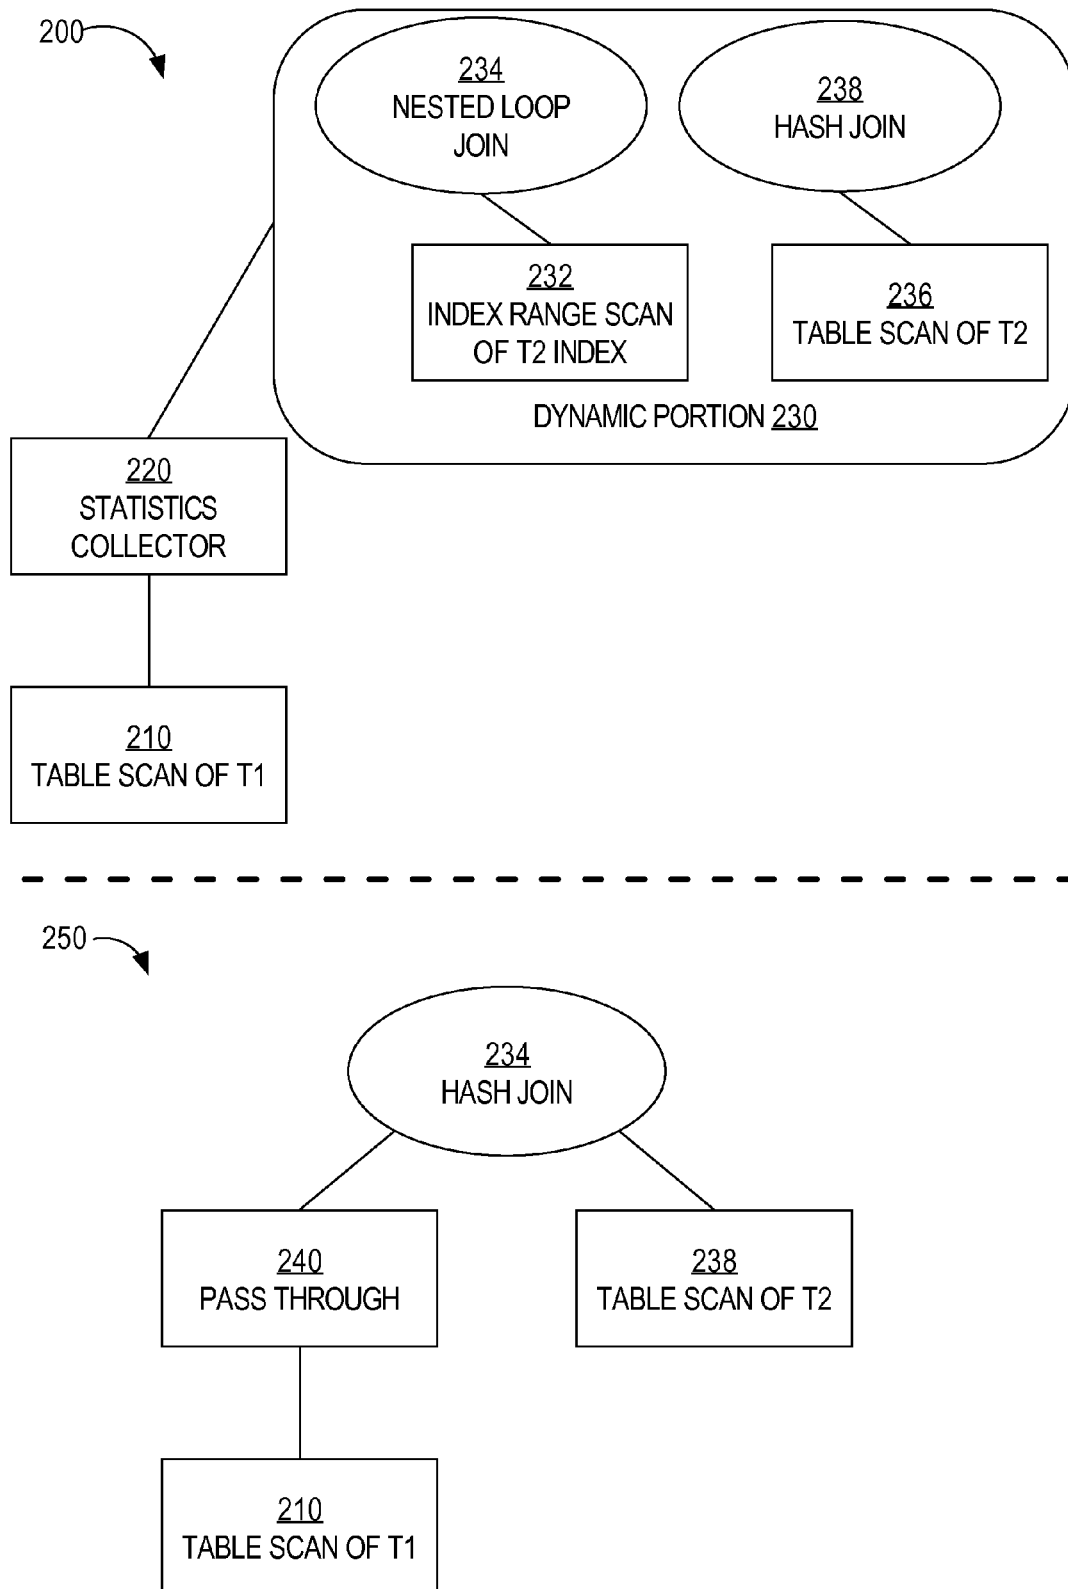 200
234
NESTED LOOP
JOIN
238
HASH JOIN
232
INDEX RANGE SCAN
OF T2 INDEX
236
TABLE SCAN OF T2
DYNAMIC PORTION 230
220
STATISTICS
COLLECTOR
210
TABLE SCAN OF T1
250
234
HASH JOIN
240
PASS THROUGH
238
TABLE SCAN OF T2
210
TABLE SCAN OF T1